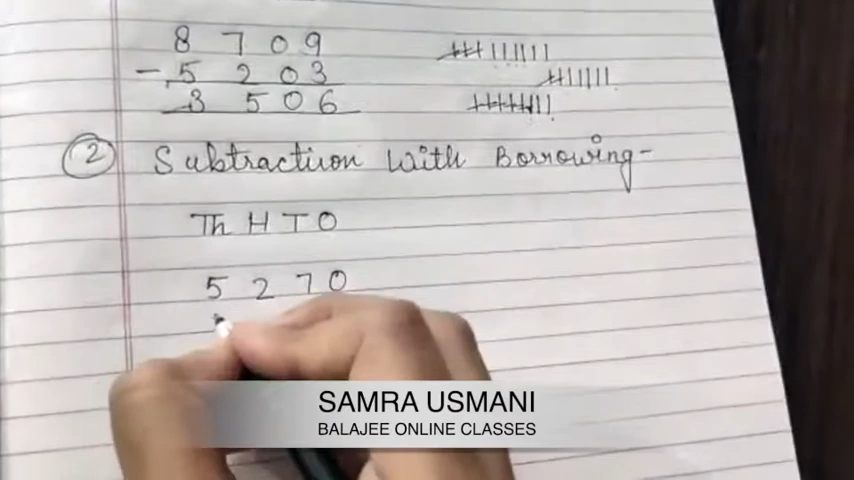 8 7 0 9
- 5 2 0 3
3 5 0 6
2 Subtraction With Borrowing-
Th H T O
5 2 7 0
SAMRA USMANI
BALAJEE ONLINE CLASSES